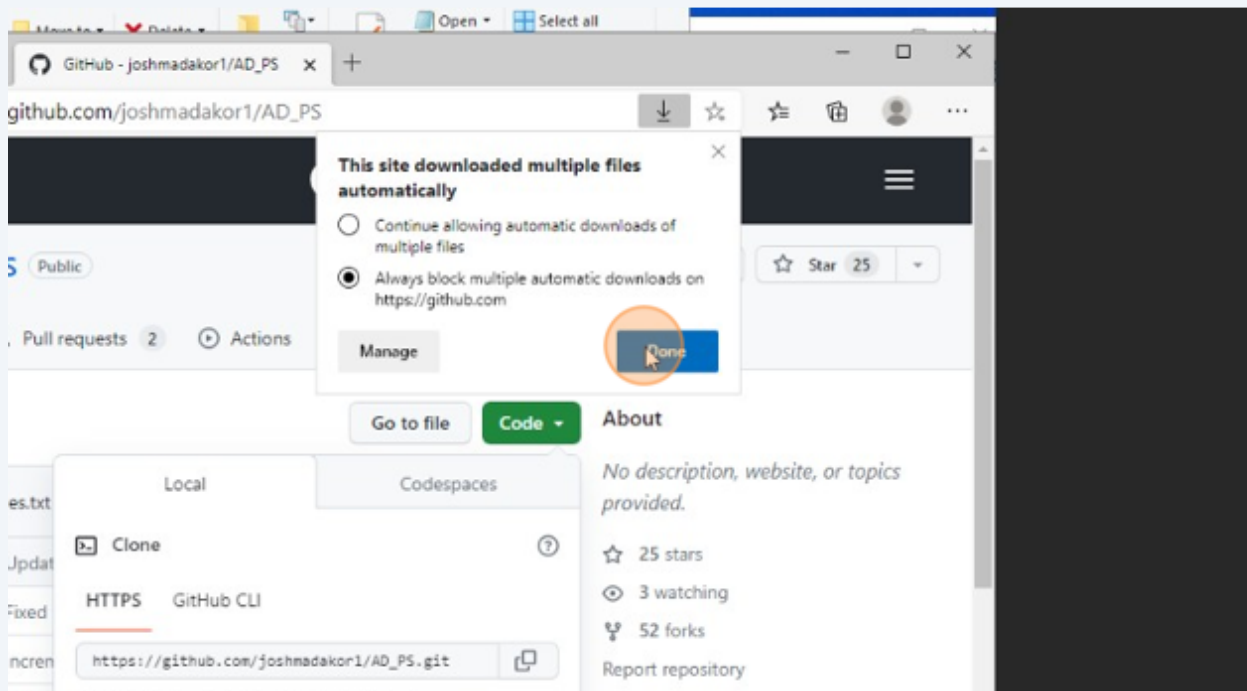 Move to Delete Open Select all
GitHub - joshmadakor1/AD_PS
github.com/joshmadakor1/AD_PS
This site downloaded multiple files
automatically
Continue allowing automatic downloads of
multiple files
Always block multiple automatic downloads on
https://github.com
Manage Done
S Public
Star 25
Pull requests 2 Actions
Go to file Code
About
No description, website, or topics
provided.
Local Codespaces
es.txt
Clone
25 stars
Updat
3 watching
HTTPS GitHub CLI
Fixed
52 forks
ncren https://github.com/joshmadakor1/AD_PS.git
Report repository